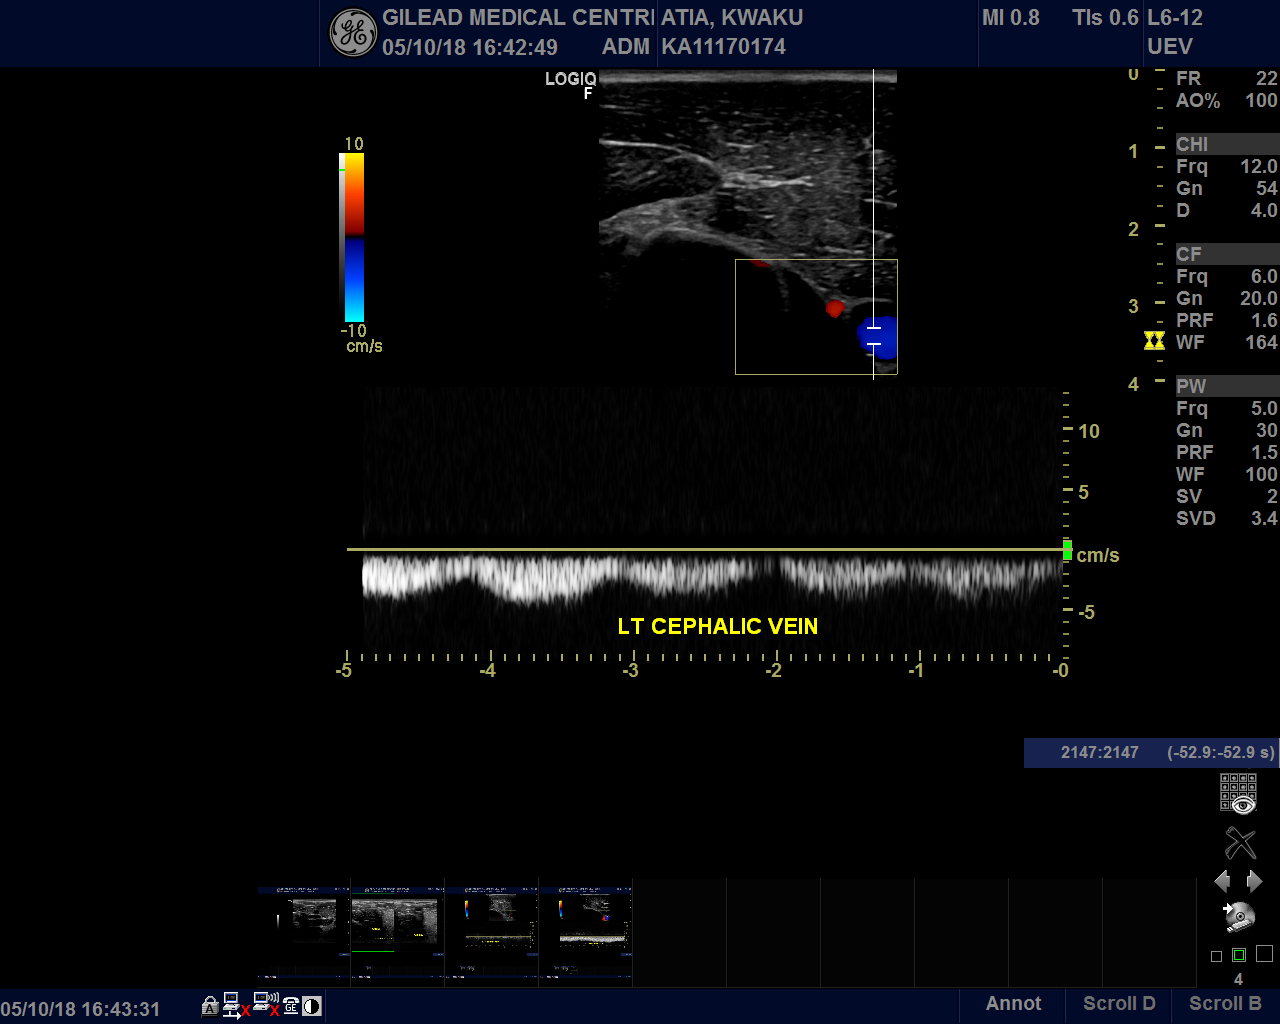 GILEAD MEDICAL CENTRI
05/10/18 16:42:49 ADM
ATIA, KWAKU
KA11170174
MI 0.8 TIs 0.6
L6-12
UEV
LOGIQ
F
10
-10
cm/s
0
1
2
3
4
FR 22
AO% 100
CHI
Frq 12.0
Gn 54
D 4.0
CF
Frq 6.0
Gn 20.0
PRF 1.6
WF 164
PW
Frq 5.0
Gn 30
PRF 1.5
WF 100
SV 2
SVD 3.4
10
5
cm/s
-5
LT CEPHALIC VEIN
-5 -4 -3 -2 -1 -0
2147:2147 (-52.9:-52.9 s)
4
05/10/18 16:43:31
Annot
Scroll D
Scroll B